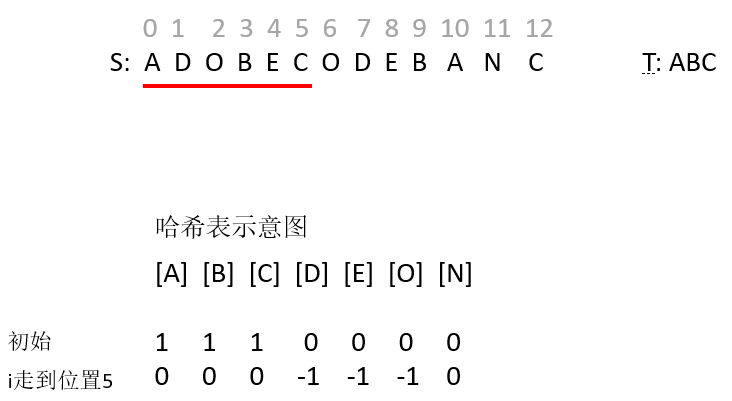 0 1 2 3 4 5 6 7 8 9 10 11 12
S: A D O B E C O D E B A N C T: ABC
哈希表示意图
[A] [B] [C] [D] [E] [O] [N]
初始 1 1 1 0 0 0 0
i走到位置5 0 0 0 -1 -1 -1 0